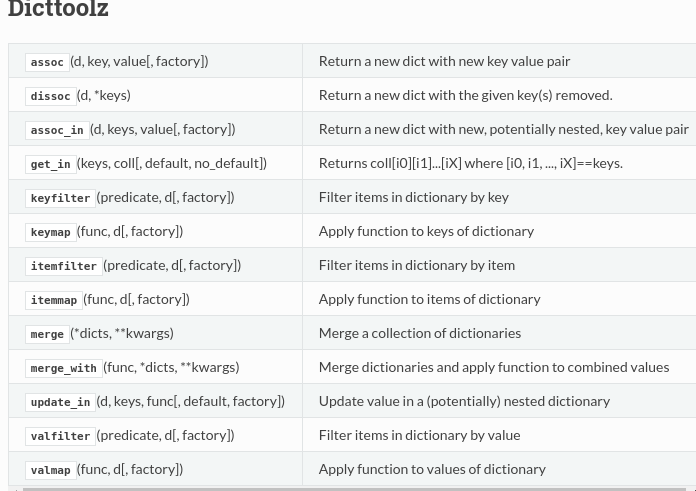 Dicttoolz
assoc(d, key, value[, factory]) Return a new dict with new key value pair
dissoc(d, *keys) Return a new dict with the given key(s) removed.
assoc_in(d, keys, value[, factory]) Return a new dict with new, potentially nested, key value pair
get_in(keys, coll[, default, no_default]) Returns coll[i0][i1]...[iX] where [i0, i1, ..., iX]==keys.
keyfilter(predicate, d[, factory]) Filter items in dictionary by key
keymap(func, d[, factory]) Apply function to keys of dictionary
itemfilter(predicate, d[, factory]) Filter items in dictionary by item
itemmap(func, d[, factory]) Apply function to items of dictionary
merge(*dicts, **kwargs) Merge a collection of dictionaries
merge_with(func, *dicts, **kwargs) Merge dictionaries and apply function to combined values
update_in(d, keys, func[, default, factory]) Update value in a (potentially) nested dictionary
valfilter(predicate, d[, factory]) Filter items in dictionary by value
valmap(func, d[, factory]) Apply function to values of dictionary